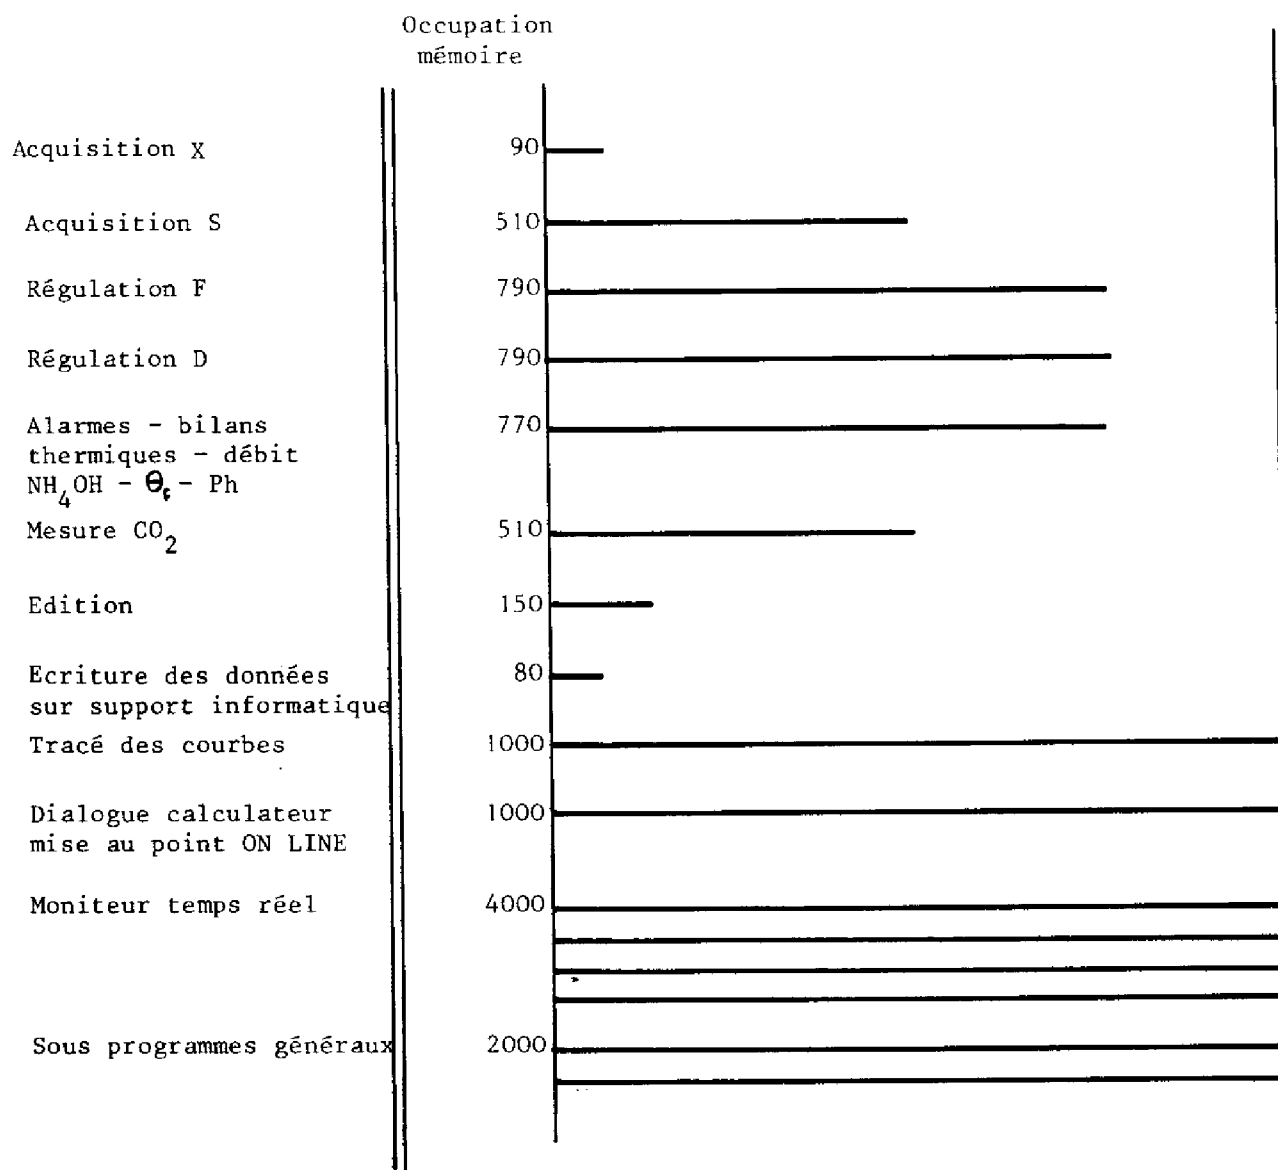 Occupation
mémoire
Acquisition X 90
Acquisition S 510
Régulation F 790
Régulation D 790
Alarmes - bilans 770
thermiques - débit
NH4OH - Θc - Ph
Mesure CO2 510
Edition 150
Ecriture des données 80
sur support informatique
Tracé des courbes 1000
Dialogue calculateur 1000
mise au point ON LINE
Moniteur temps réel 4000
Sous programmes généraux 2000